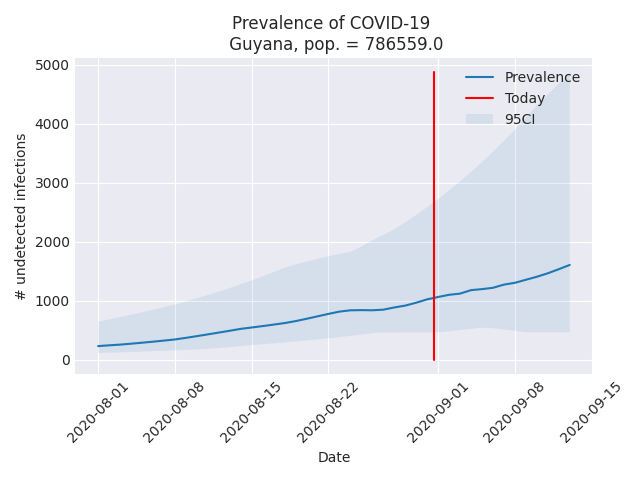 Prevalence of COVID-19
Guyana, pop. = 786559.0
5000
4000
3000
2000
1000
0
# undetected infections
Prevalence
Today
95CI
2020-08-01
2020-08-08
2020-08-15
2020-08-22
2020-09-01
2020-09-08
2020-09-15
Date